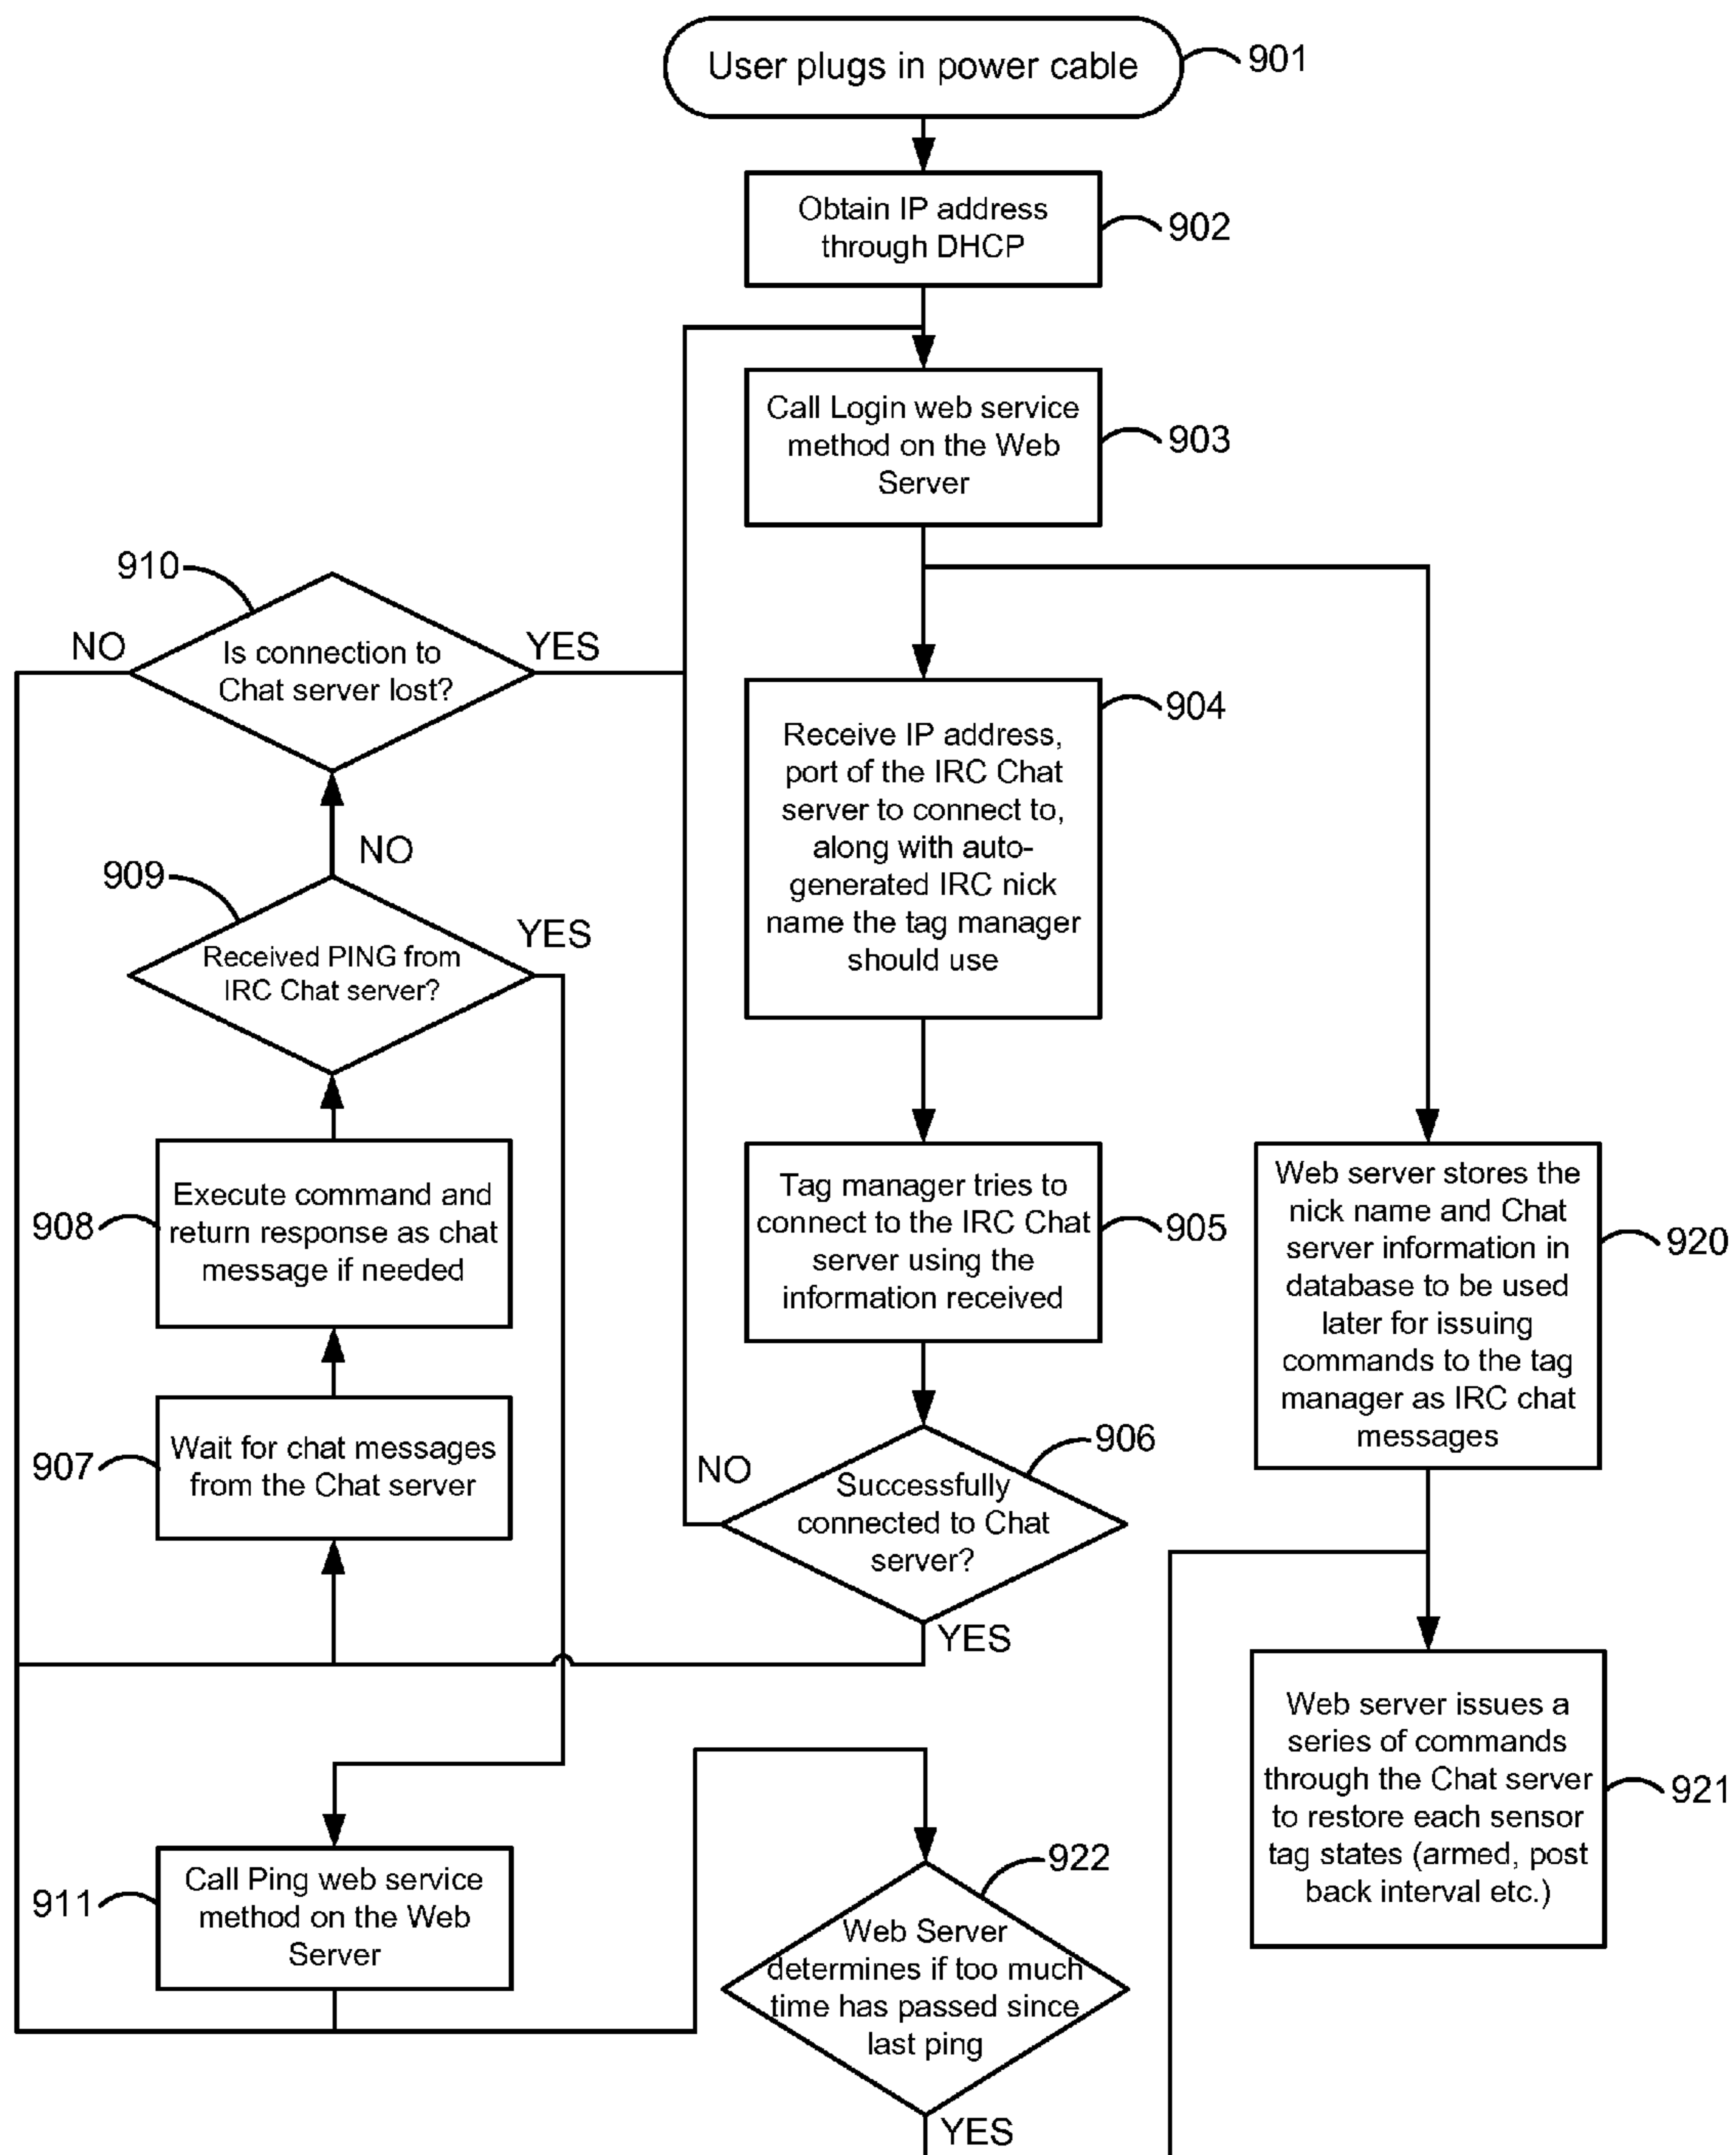 User plugs in power cable
901
Obtain IP address
through DHCP
902
Call Login web service
method on the Web
Server
903
910
NO
Is connection to
Chat server lost?
YES
Receive IP address,
port of the IRC Chat
server to connect to,
along with auto-
generated IRC nick
name the tag manager
should use
904
NO
909
Received PING from
IRC Chat server?
YES
908
Execute command and
return response as chat
message if needed
Tag manager tries to
connect to the IRC Chat
server using the
information received
905
Web server stores the
nick name and Chat
server information in
database to be used
later for issuing
commands to the tag
manager as IRC chat
messages
920
907
Wait for chat messages
from the Chat server
906
NO
Successfully
connected to Chat
server?
YES
Web server issues a
series of commands
through the Chat server
to restore each sensor
tag states (armed, post
back interval etc.)
921
911
Call Ping web service
method on the Web
Server
922
Web Server
determines if too much
time has passed since
last ping
YES